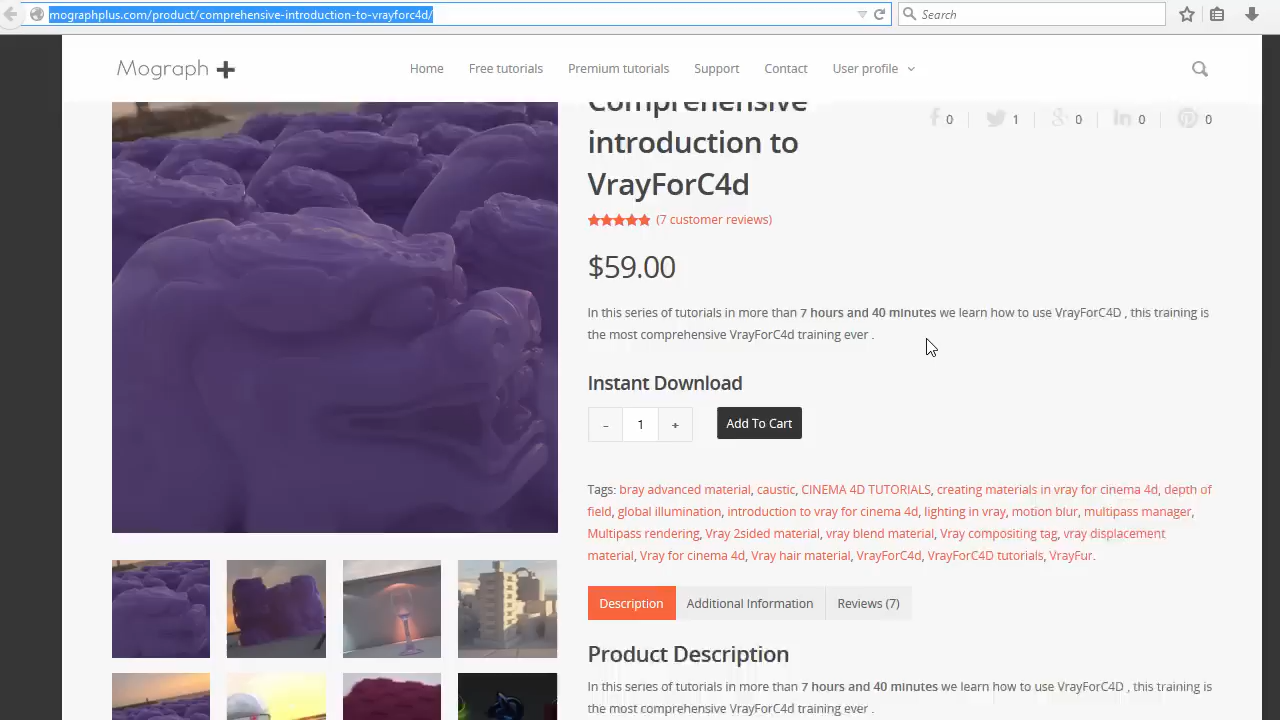 mographplus.com/product/comprehensive-introduction-to-vrayforc4d/
Search
Mograph
Home Free tutorials Premium tutorials Support Contact User profile
Comprehensive
introduction to
VrayForC4d
0 1 0 0 0
(7 customer reviews)
$59.00
In this series of tutorials in more than 7 hours and 40 minutes we learn how to use VrayForC4D , this training is
the most comprehensive VrayForC4d training ever .
Instant Download
- 1 +
Add To Cart
Tags: bray advanced material, caustic, CINEMA 4D TUTORIALS, creating materials in vray for cinema 4d, depth of
field, global illumination, introduction to vray for cinema 4d, lighting in vray, motion blur, multipass manager,
Multipass rendering, Vray 2sided material, vray blend material, Vray compositing tag, vray displacement
material, Vray for cinema 4d, Vray hair material, VrayForC4d, VrayForC4D tutorials, VrayFur.
Description Additional Information Reviews (7)
Product Description
In this series of tutorials in more than 7 hours and 40 minutes we learn how to use VrayForC4D , this training is
the most comprehensive VrayForC4d training ever .